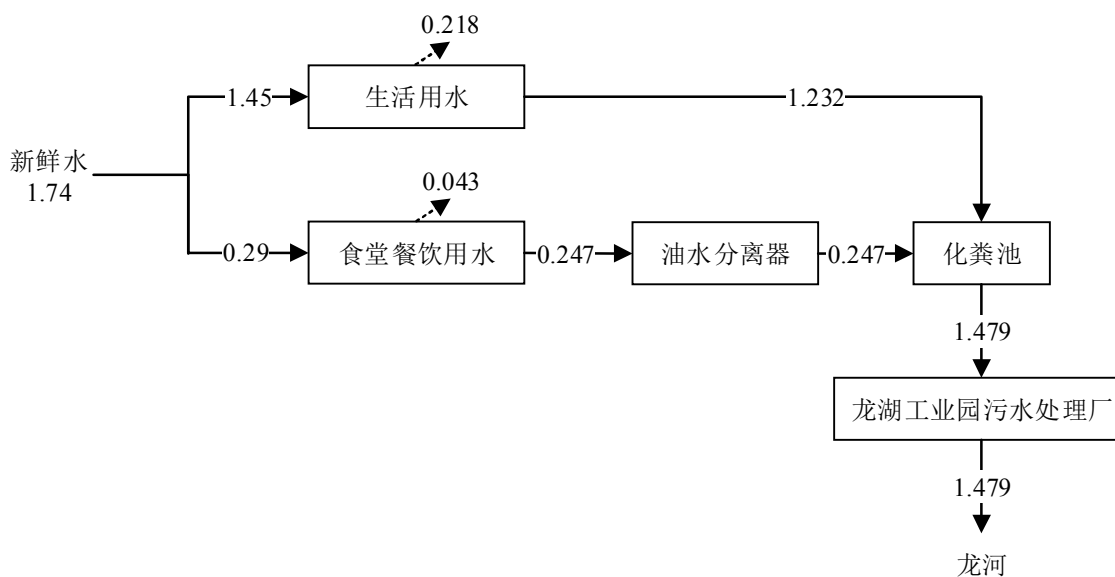 0.218
生活用水
1.45
1.232
新鲜水
1.74
0.043
0.29
食堂餐饮用水
0.247
油水分离器
0.247
化粪池
1.479
龙湖工业园污水处理厂
1.479
龙河